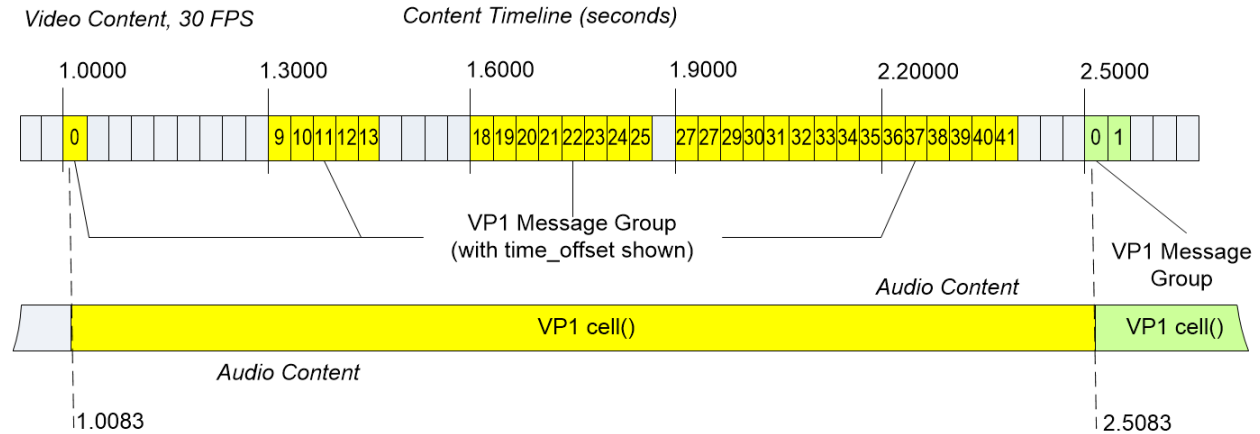 Video Content, 30 FPS
Content Timeline (seconds)
1.0000 1.3000 1.6000 1.9000 2.20000 2.5000
0 9 10 11 12 13 18 19 20 21 22 23 24 25 27 27 29 30 31 32 33 34 35 36 37 38 39 40 41 0 1
VP1 Message Group
(with time_offset shown)
VP1 Message
Group
Audio Content
VP1 cell() VP1 cell()
Audio Content
1.0083 2.5083